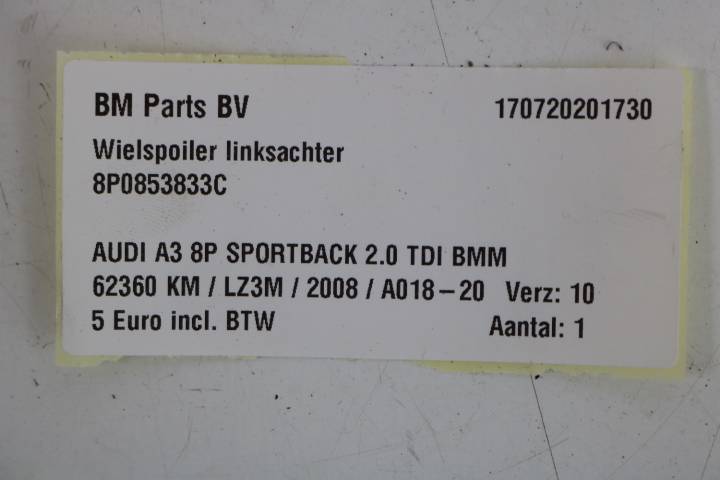 BM Parts BV 170720201730
Wielspoiler linksachter
8P0853833C
AUDI A3 8P SPORTBACK 2.0 TDI BMM
62360 KM / LZ3M / 2008 / A018-20 Verz: 10
5 Euro incl. BTW Aantal: 1